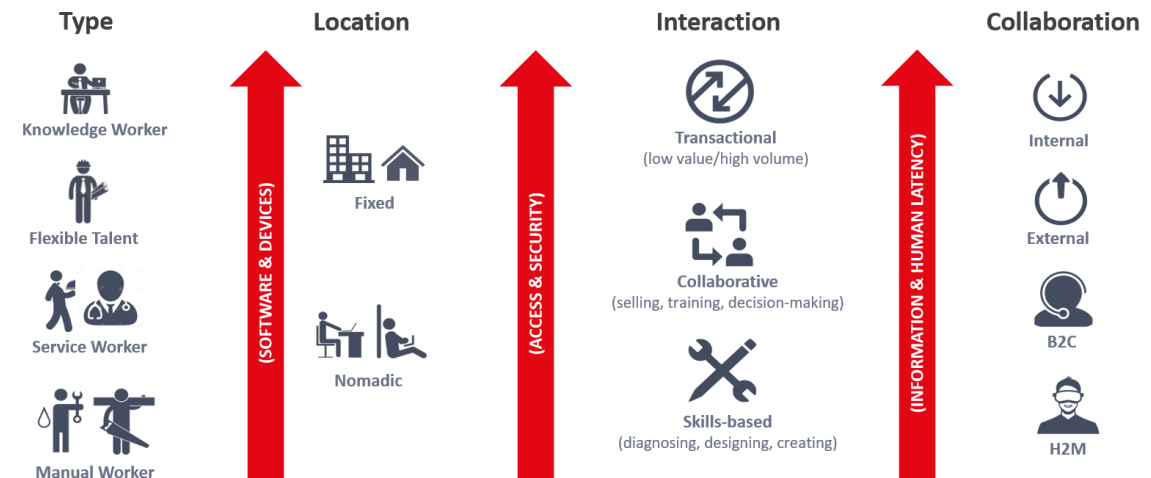 Type
Knowledge Worker
Flexible Talent
Service Worker
Manual Worker
(SOFTWARE & DEVICES)
Location
Fixed
Nomadic
(ACCESS & SECURITY)
Interaction
Transactional
(low value/high volume)
Collaborative
(selling, training, decision-making)
Skills-based
(diagnosing, designing, creating)
(INFORMATION & HUMAN LATENCY)
Collaboration
Internal
External
B2C
H2M